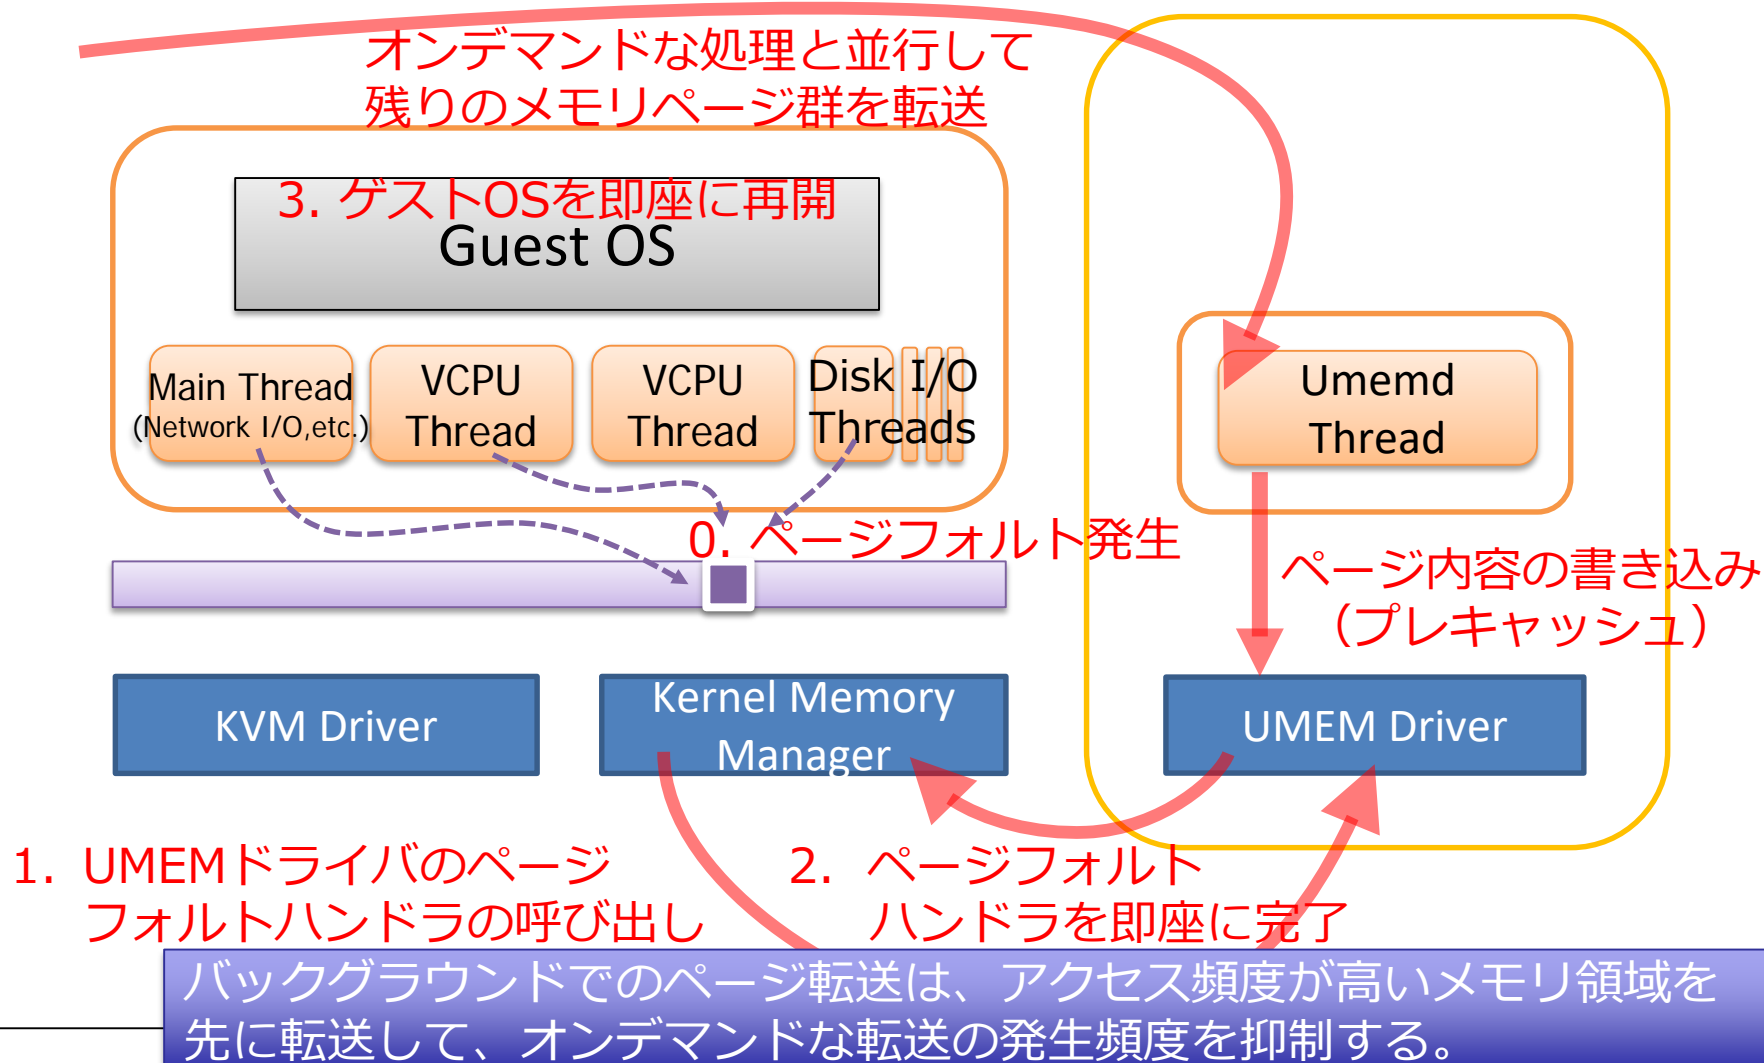 オンデマンドな処理と並行して
残りのメモリページ群を転送
3. ゲストOSを即座に再開
Guest OS
Main Thread
(Network I/O,etc.)
VCPU
Thread
VCPU
Thread
Disk I/O
Threads
Umemd
Thread
0. ページフォルト発生
ページ内容の書き込み
（プレキャッシュ）
KVM Driver
Kernel Memory
Manager
UMEM Driver
1. UMEMドライバのページ
フォルトハンドラの呼び出し
2. ページフォルト
ハンドラを即座に完了
バックグラウンドでのページ転送は、アクセス頻度が高いメモリ領域を
先に転送して、オンデマンドな転送の発生頻度を抑制する。